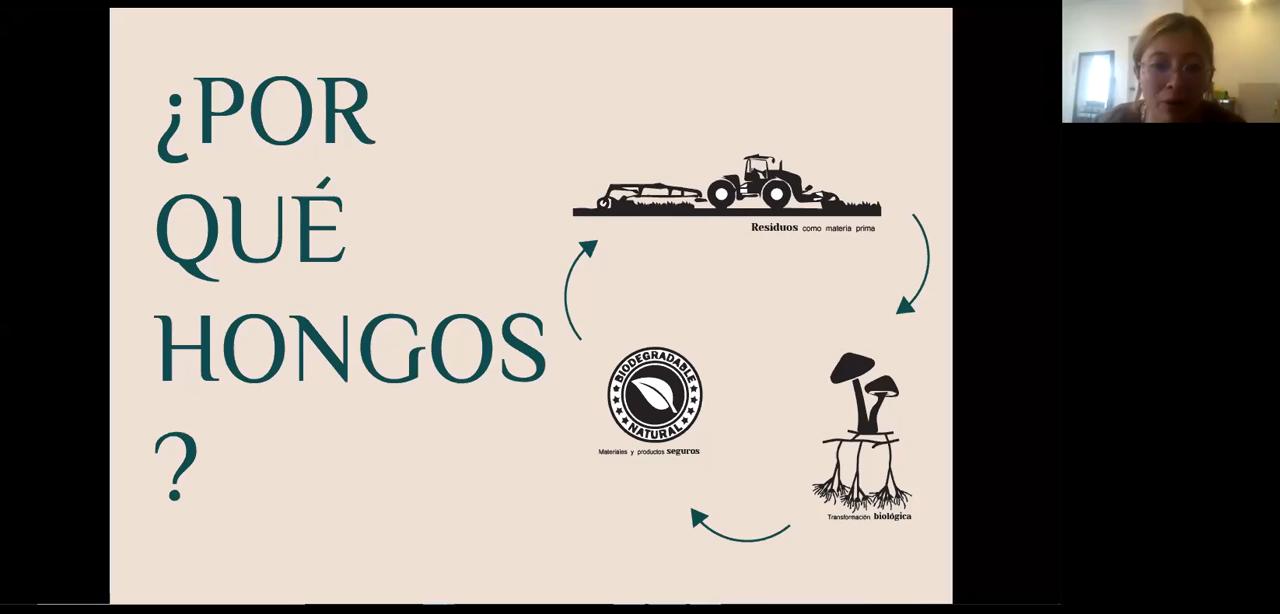 ¿POR
QUÉ
HONGOS
?
Residuos como materia prima
BIODEGRADABLE
NATURAL
Materiales y productos seguros
Transformación biológica